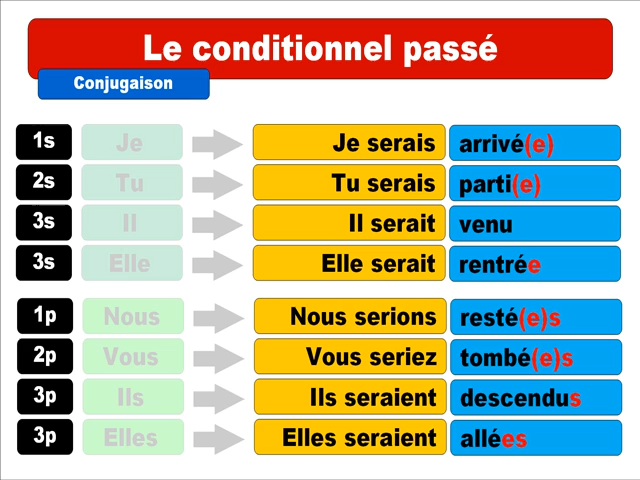 Le conditionnel passé
Conjugaison
1s Je Je serais arrivé(e)
2s Tu Tu serais parti(e)
3s Il Il serait venu
3s Elle Elle serait rentrée
1p Nous Nous serions resté(e)s
2p Vous Vous seriez tombé(e)s
3p Ils Ils seraient descendus
3p Elles Elles seraient allées